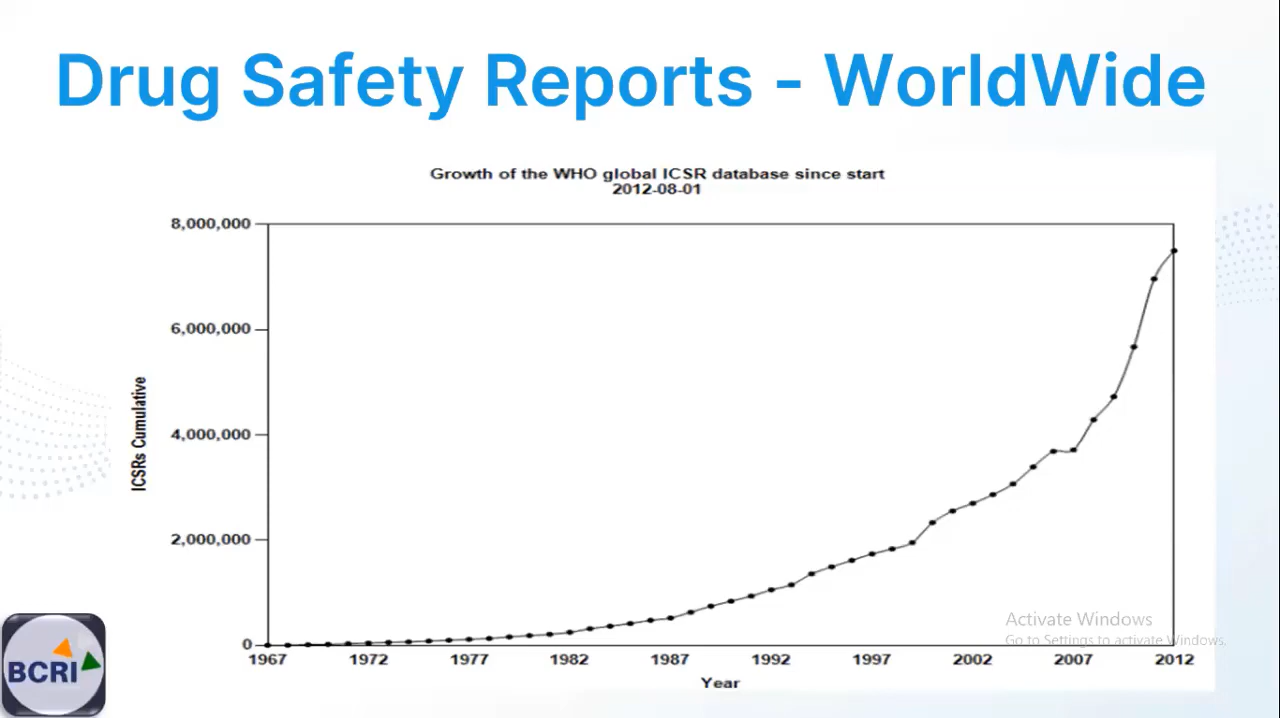 Drug Safety Reports - WorldWide
Growth of the WHO global ICSR database since start
2012-08-01
8,000,000
6,000,000
4,000,000
2,000,000
0
ICSRs Cumulative
1967 1972 1977 1982 1987 1992 1997 2002 2007 2012
Year
Activate Windows
Go to Settings to activate Windows.
BCRI